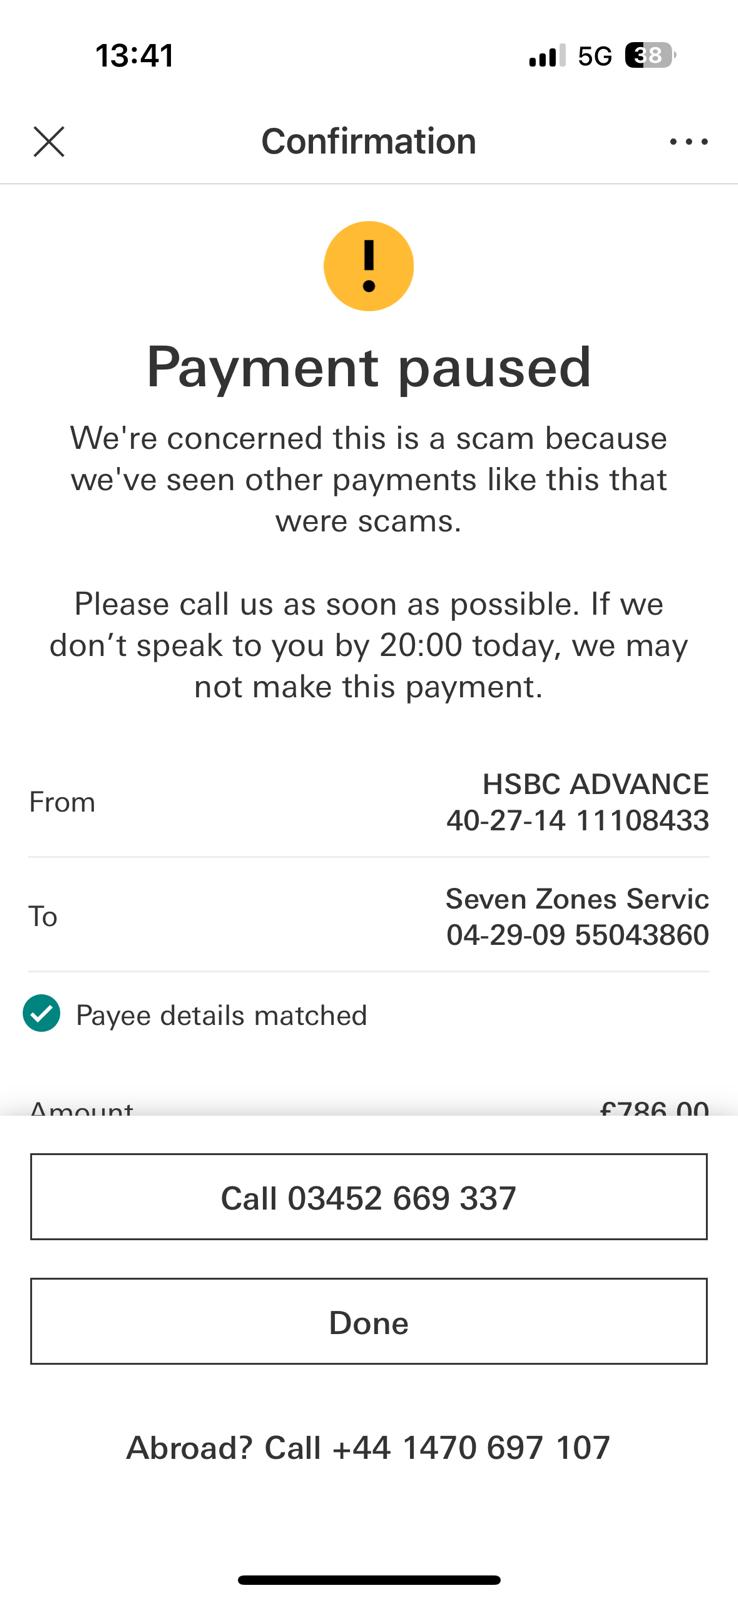 13:41
5G 38
Confirmation
Payment paused
We're concerned this is a scam because
we've seen other payments like this that
were scams.
Please call us as soon as possible. If we
don’t speak to you by 20:00 today, we may
not make this payment.
From
HSBC ADVANCE
40-27-14 11108433
To
Seven Zones Servic
04-29-09 55043860
Payee details matched
Amount £786.00
Call 03452 669 337
Done
Abroad? Call +44 1470 697 107